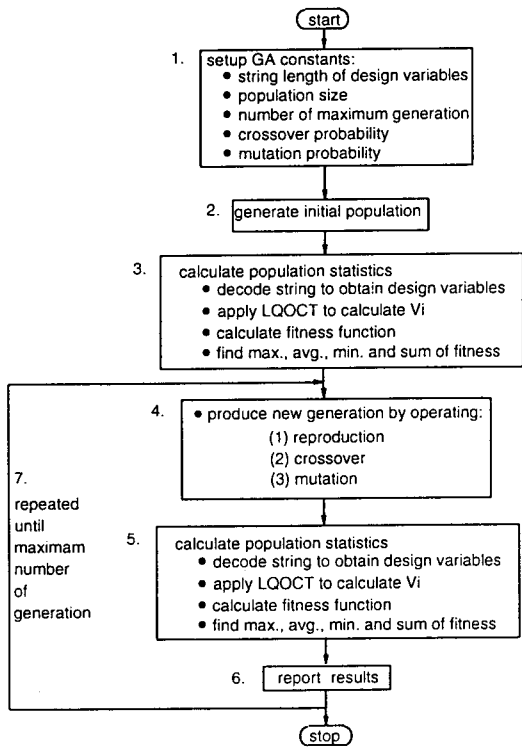 start
1. setup GA constants:
• string length of design variables
• population size
• number of maximum generation
• crossover probability
• mutation probability
2. generate initial population
3. calculate population statistics
• decode string to obtain design variables
• apply LQOCT to calculate Vi
• calculate fitness function
• find max., avg., min. and sum of fitness
4. • produce new generation by operating:
(1) reproduction
(2) crossover
(3) mutation
5. calculate population statistics
• decode string to obtain design variables
• apply LQOCT to calculate Vi
• calculate fitness function
• find max., avg., min. and sum of fitness
6. report results
7.
repeated
until
maximam
number
of
generation
stop